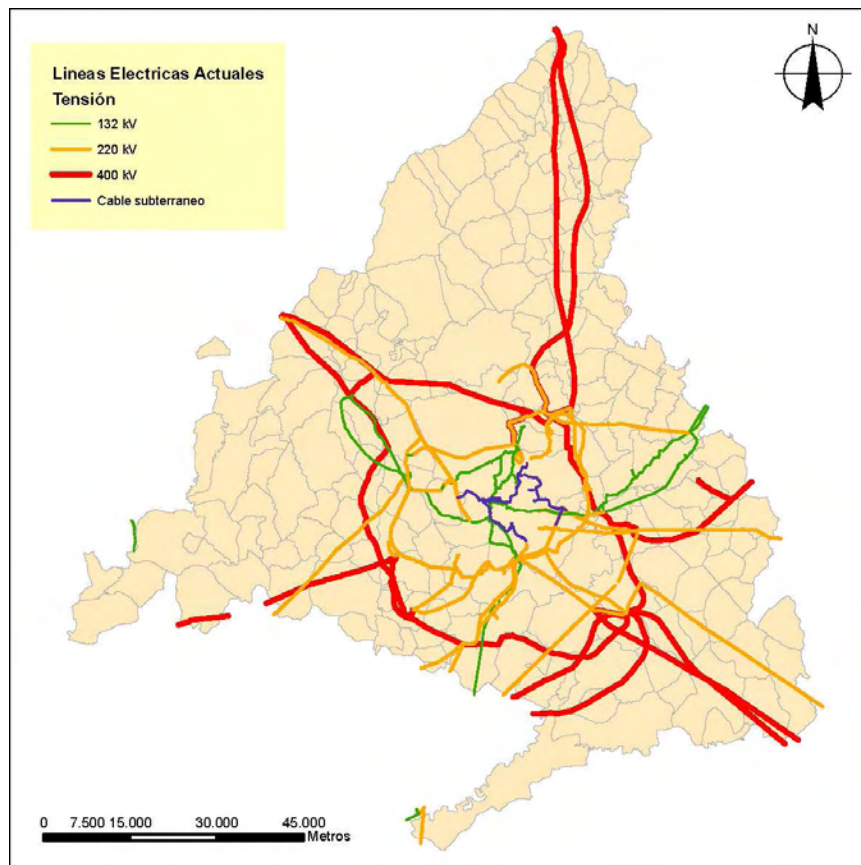 N
Lineas Electricas Actuales
Tensión
132 kV
220 kV
400 kV
Cable subterraneo
0 7.500 15.000 30.000 45.000
Metros